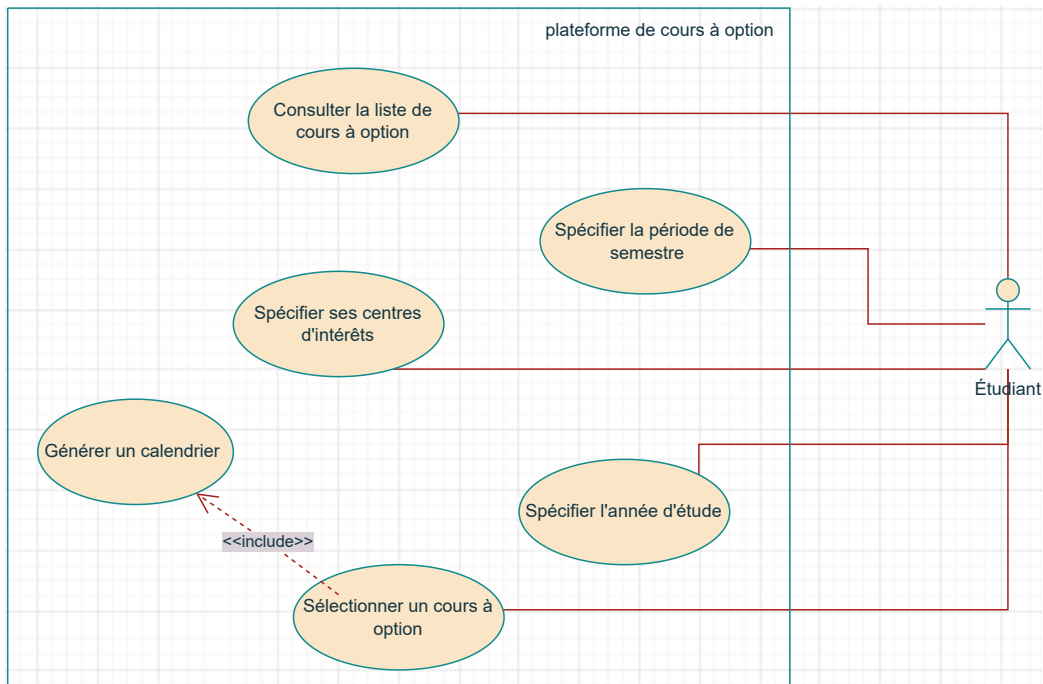 plateforme de cours à option
Consulter la liste de
cours à option
Spécifier la période de
semestre
Spécifier ses centres
d'intérêts
Étudiant
Générer un calendrier
Spécifier l'année d'étude
<<include>>
Sélectionner un cours à
option